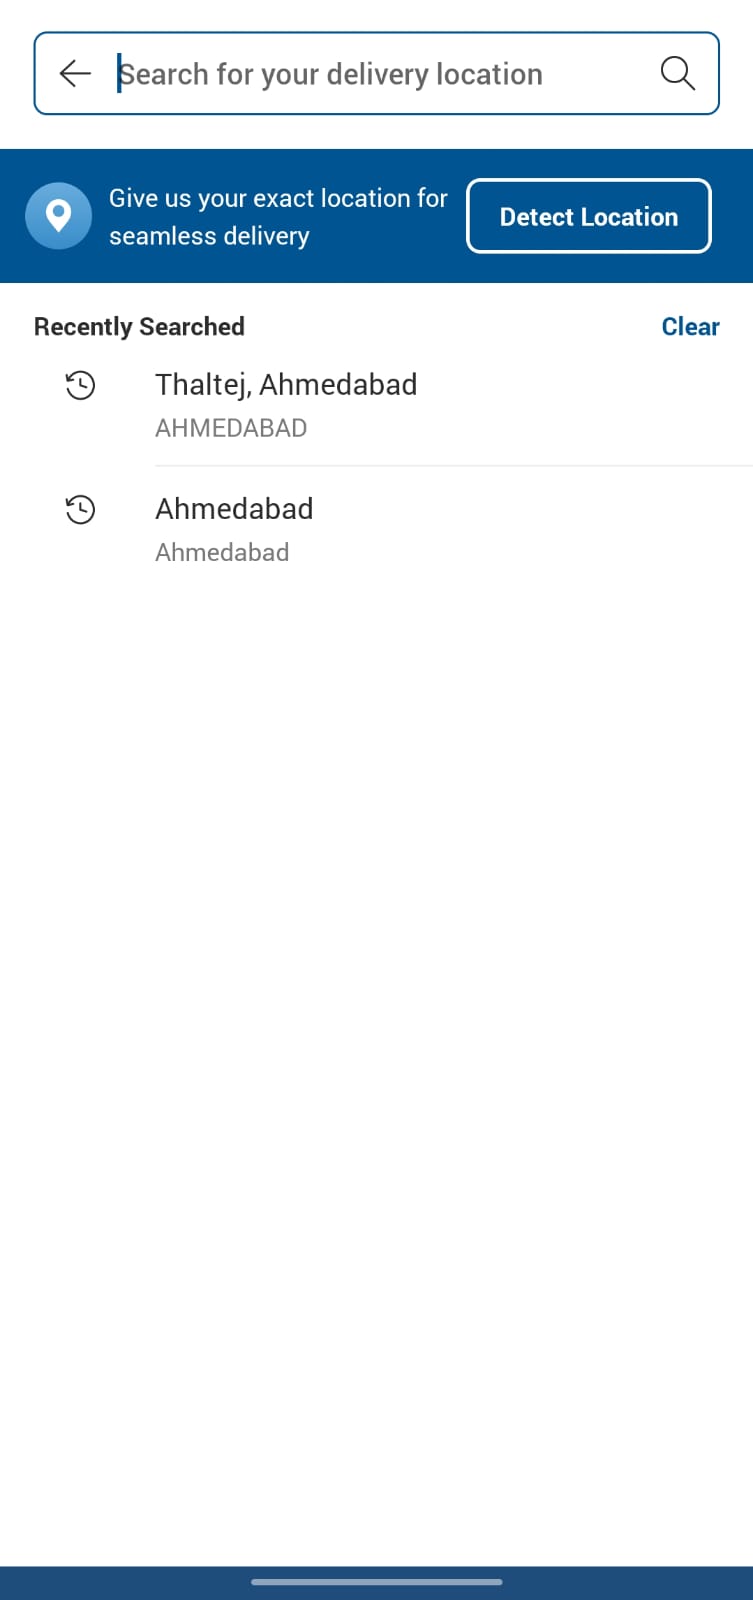 Search for your delivery location
Give us your exact location for
seamless delivery
Detect Location
Recently Searched
Clear
Thaltej, Ahmedabad
AHMEDABAD
Ahmedabad
Ahmedabad